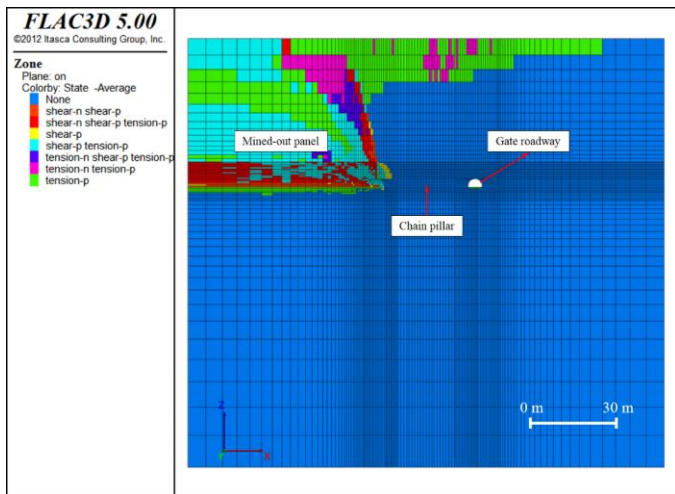 FLAC3D 5.00
©2012 Itasca Consulting Group, Inc.
Zone
Plane: on
Colorby: State -Average
None
shear-n shear-p
shear-n shear-p tension-p
shear-p
shear-p tension-p
tension-n shear-p tension-p
tension-n tension-p
tension-p
Mined-out panel
Gate roadway
Chain pillar
0 m
30 m
Z
Y
X